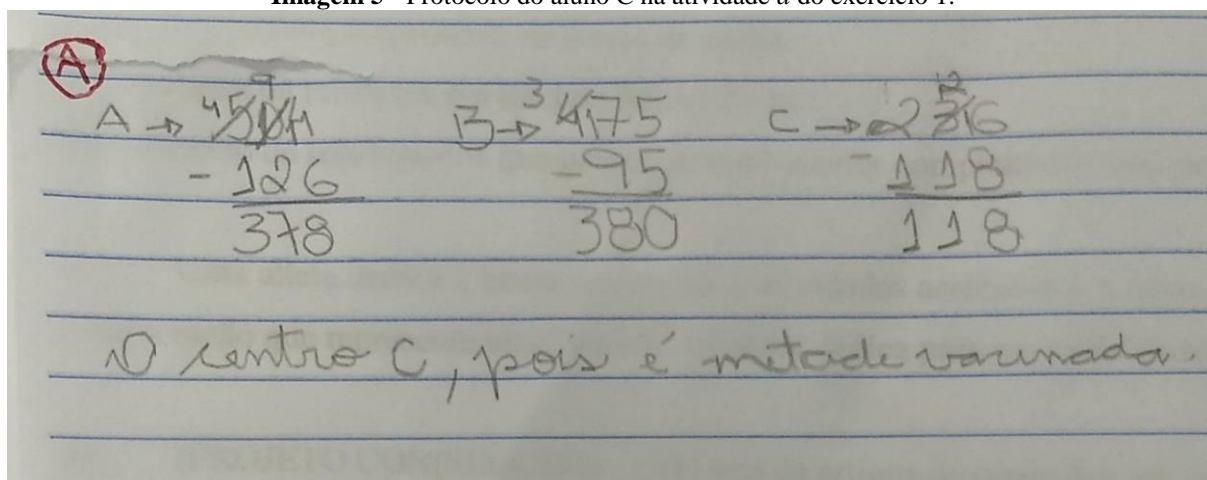 Imagem - Protocolo do aluno C na atividade a do exercício 1.
A
A → 504 B → 475 C → 236
- 126 - 95 - 118
378 380 118
O centro C, pois é metade vacinada.